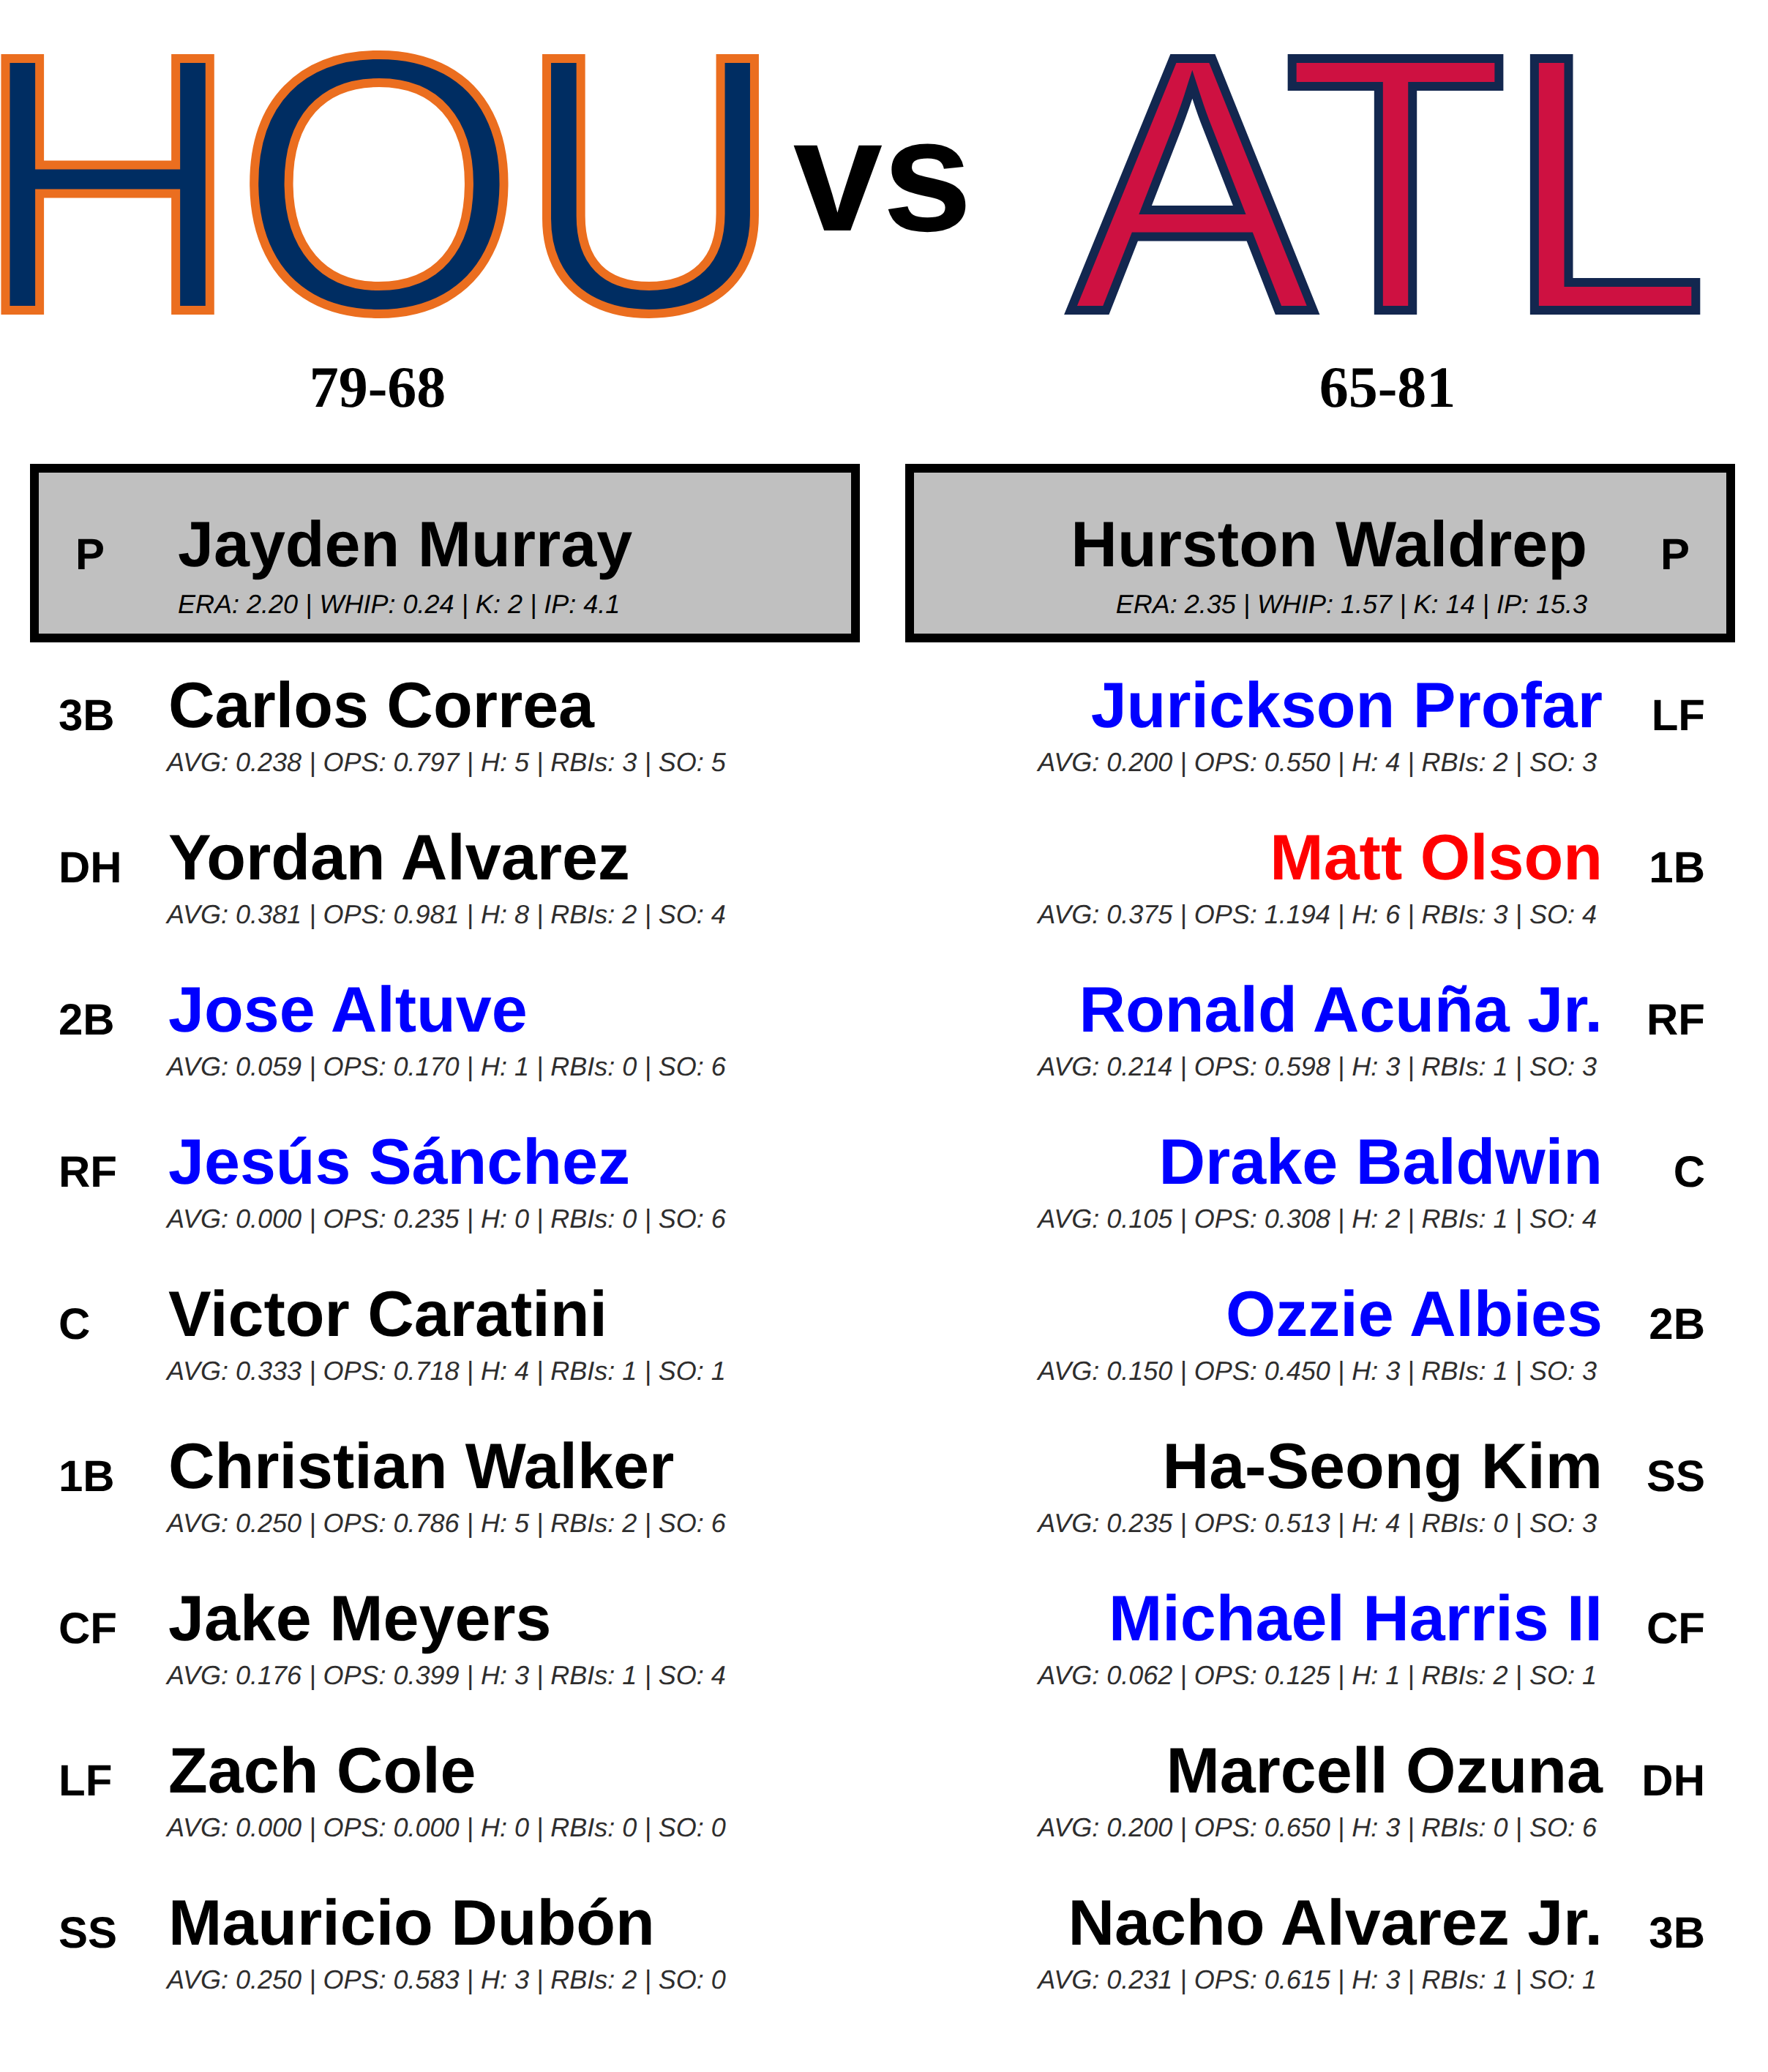 HOU vs ATL
79-68
65-81
P Jayden Murray
ERA: 2.20 | WHIP: 0.24 | K: 2 | IP: 4.1
3B Carlos Correa
AVG: 0.238 | OPS: 0.797 | H: 5 | RBIs: 3 | SO: 5
DH Yordan Alvarez
AVG: 0.381 | OPS: 0.981 | H: 8 | RBIs: 2 | SO: 4
2B Jose Altuve
AVG: 0.059 | OPS: 0.170 | H: 1 | RBIs: 0 | SO: 6
RF Jesús Sánchez
AVG: 0.000 | OPS: 0.235 | H: 0 | RBIs: 0 | SO: 6
C Victor Caratini
AVG: 0.333 | OPS: 0.718 | H: 4 | RBIs: 1 | SO: 1
1B Christian Walker
AVG: 0.250 | OPS: 0.786 | H: 5 | RBIs: 2 | SO: 6
CF Jake Meyers
AVG: 0.176 | OPS: 0.399 | H: 3 | RBIs: 1 | SO: 4
LF Zach Cole
AVG: 0.000 | OPS: 0.000 | H: 0 | RBIs: 0 | SO: 0
SS Mauricio Dubón
AVG: 0.250 | OPS: 0.583 | H: 3 | RBIs: 2 | SO: 0
Hurston Waldrep P
ERA: 2.35 | WHIP: 1.57 | K: 14 | IP: 15.3
Jurickson Profar LF
AVG: 0.200 | OPS: 0.550 | H: 4 | RBIs: 2 | SO: 3
Matt Olson 1B
AVG: 0.375 | OPS: 1.194 | H: 6 | RBIs: 3 | SO: 4
Ronald Acuña Jr. RF
AVG: 0.214 | OPS: 0.598 | H: 3 | RBIs: 1 | SO: 3
Drake Baldwin C
AVG: 0.105 | OPS: 0.308 | H: 2 | RBIs: 1 | SO: 4
Ozzie Albies 2B
AVG: 0.150 | OPS: 0.450 | H: 3 | RBIs: 1 | SO: 3
Ha-Seong Kim SS
AVG: 0.235 | OPS: 0.513 | H: 4 | RBIs: 0 | SO: 3
Michael Harris II CF
AVG: 0.062 | OPS: 0.125 | H: 1 | RBIs: 2 | SO: 1
Marcell Ozuna DH
AVG: 0.200 | OPS: 0.650 | H: 3 | RBIs: 0 | SO: 6
Nacho Alvarez Jr. 3B
AVG: 0.231 | OPS: 0.615 | H: 3 | RBIs: 1 | SO: 1